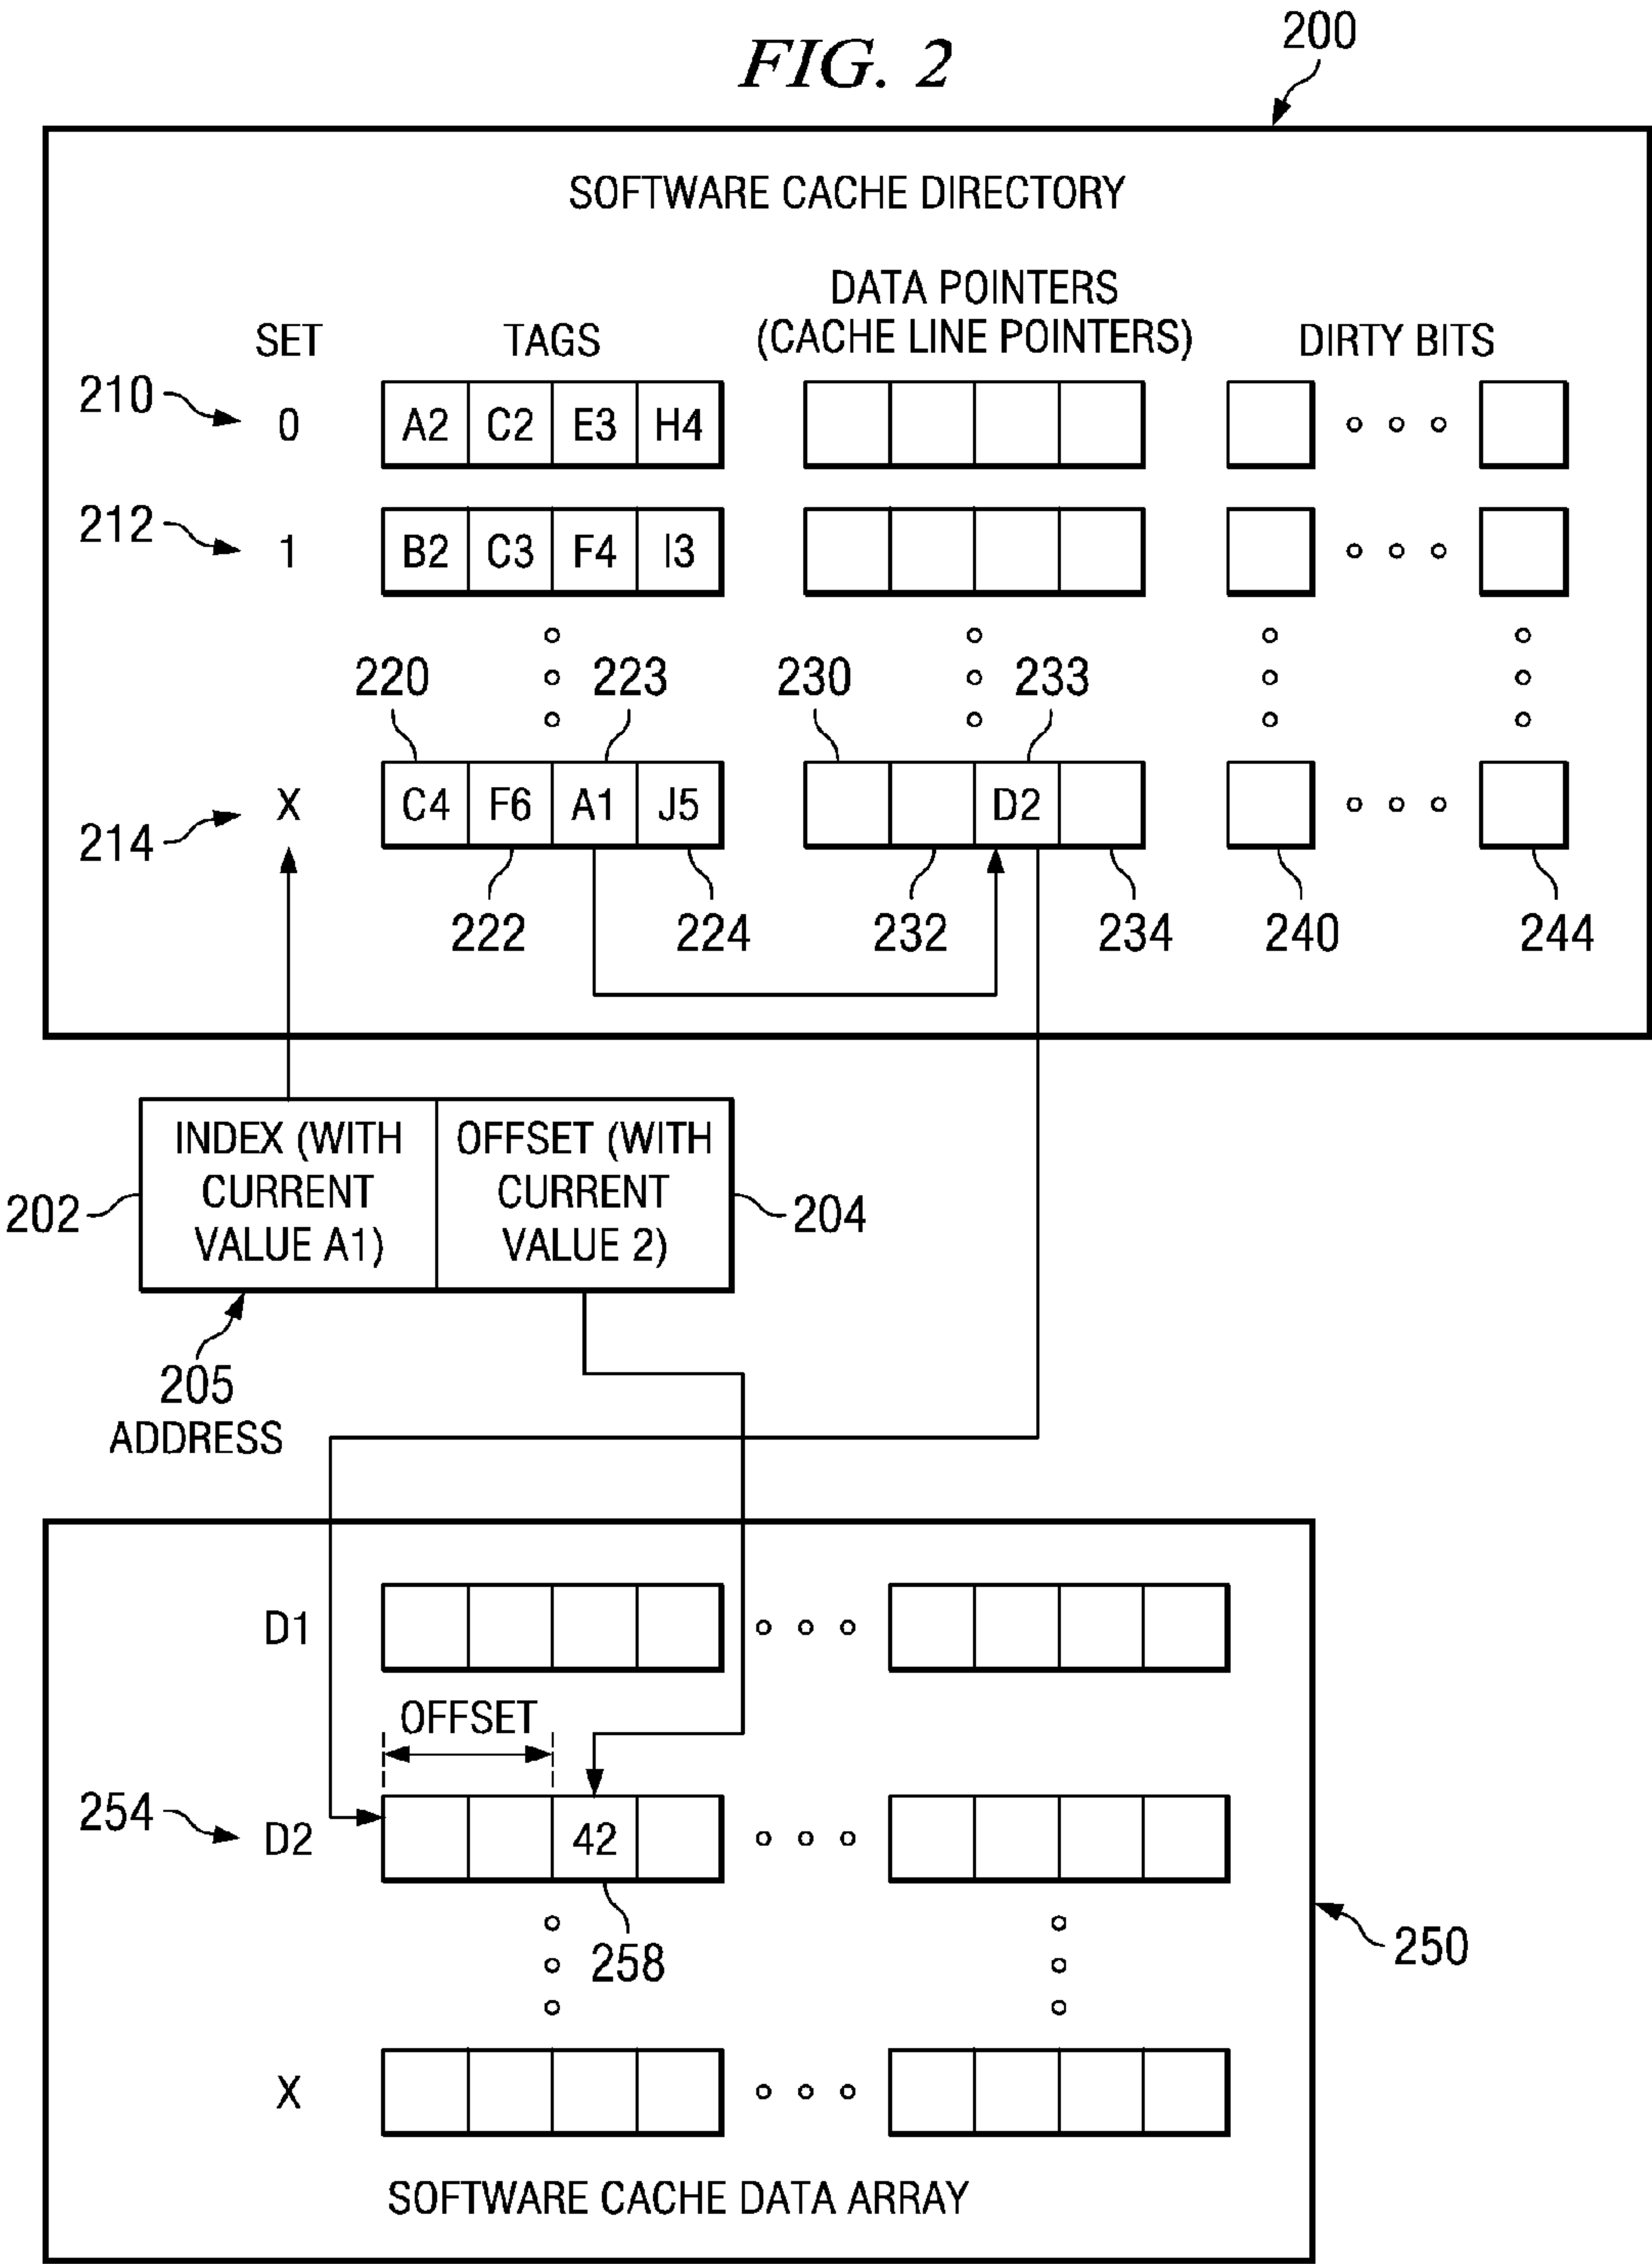 FIG. 2
200
SOFTWARE CACHE DIRECTORY
DATA POINTERS
SET TAGS (CACHE LINE POINTERS) DIRTY BITS
210 0 A2 C2 E3 H4
212 1 B2 C3 F4 I3
220 223 230 233
214 X C4 F6 A1 J5 D2
222 224 232 234 240 244
INDEX (WITH OFFSET (WITH
202 CURRENT CURRENT 204
VALUE A1) VALUE 2)
205
ADDRESS
D1
OFFSET
254 D2 42
258 250
X
SOFTWARE CACHE DATA ARRAY